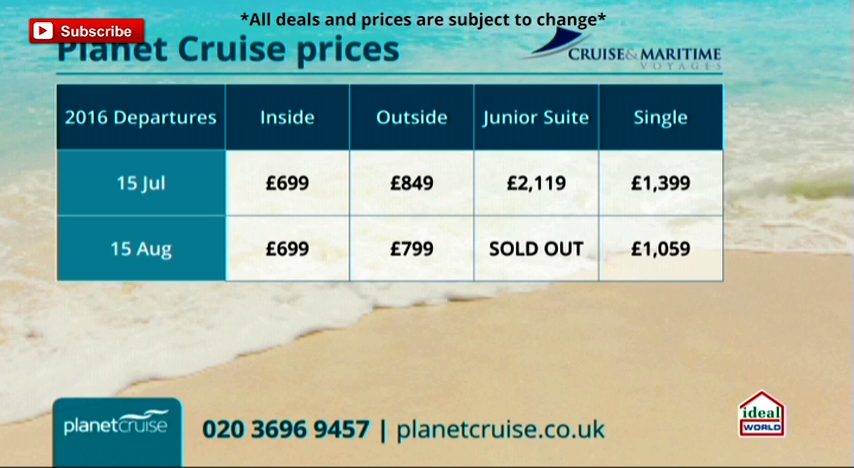 *All deals and prices are subject to change*
Subscribe
Planet Cruise prices
CRUISE&MARITIME
VOYAGES
2016 Departures Inside Outside Junior Suite Single
15 Jul £699 £849 £2,119 £1,399
15 Aug £699 £799 SOLD OUT £1,059
planetcruise
020 3696 9457 | planetcruise.co.uk
ideal
WORLD